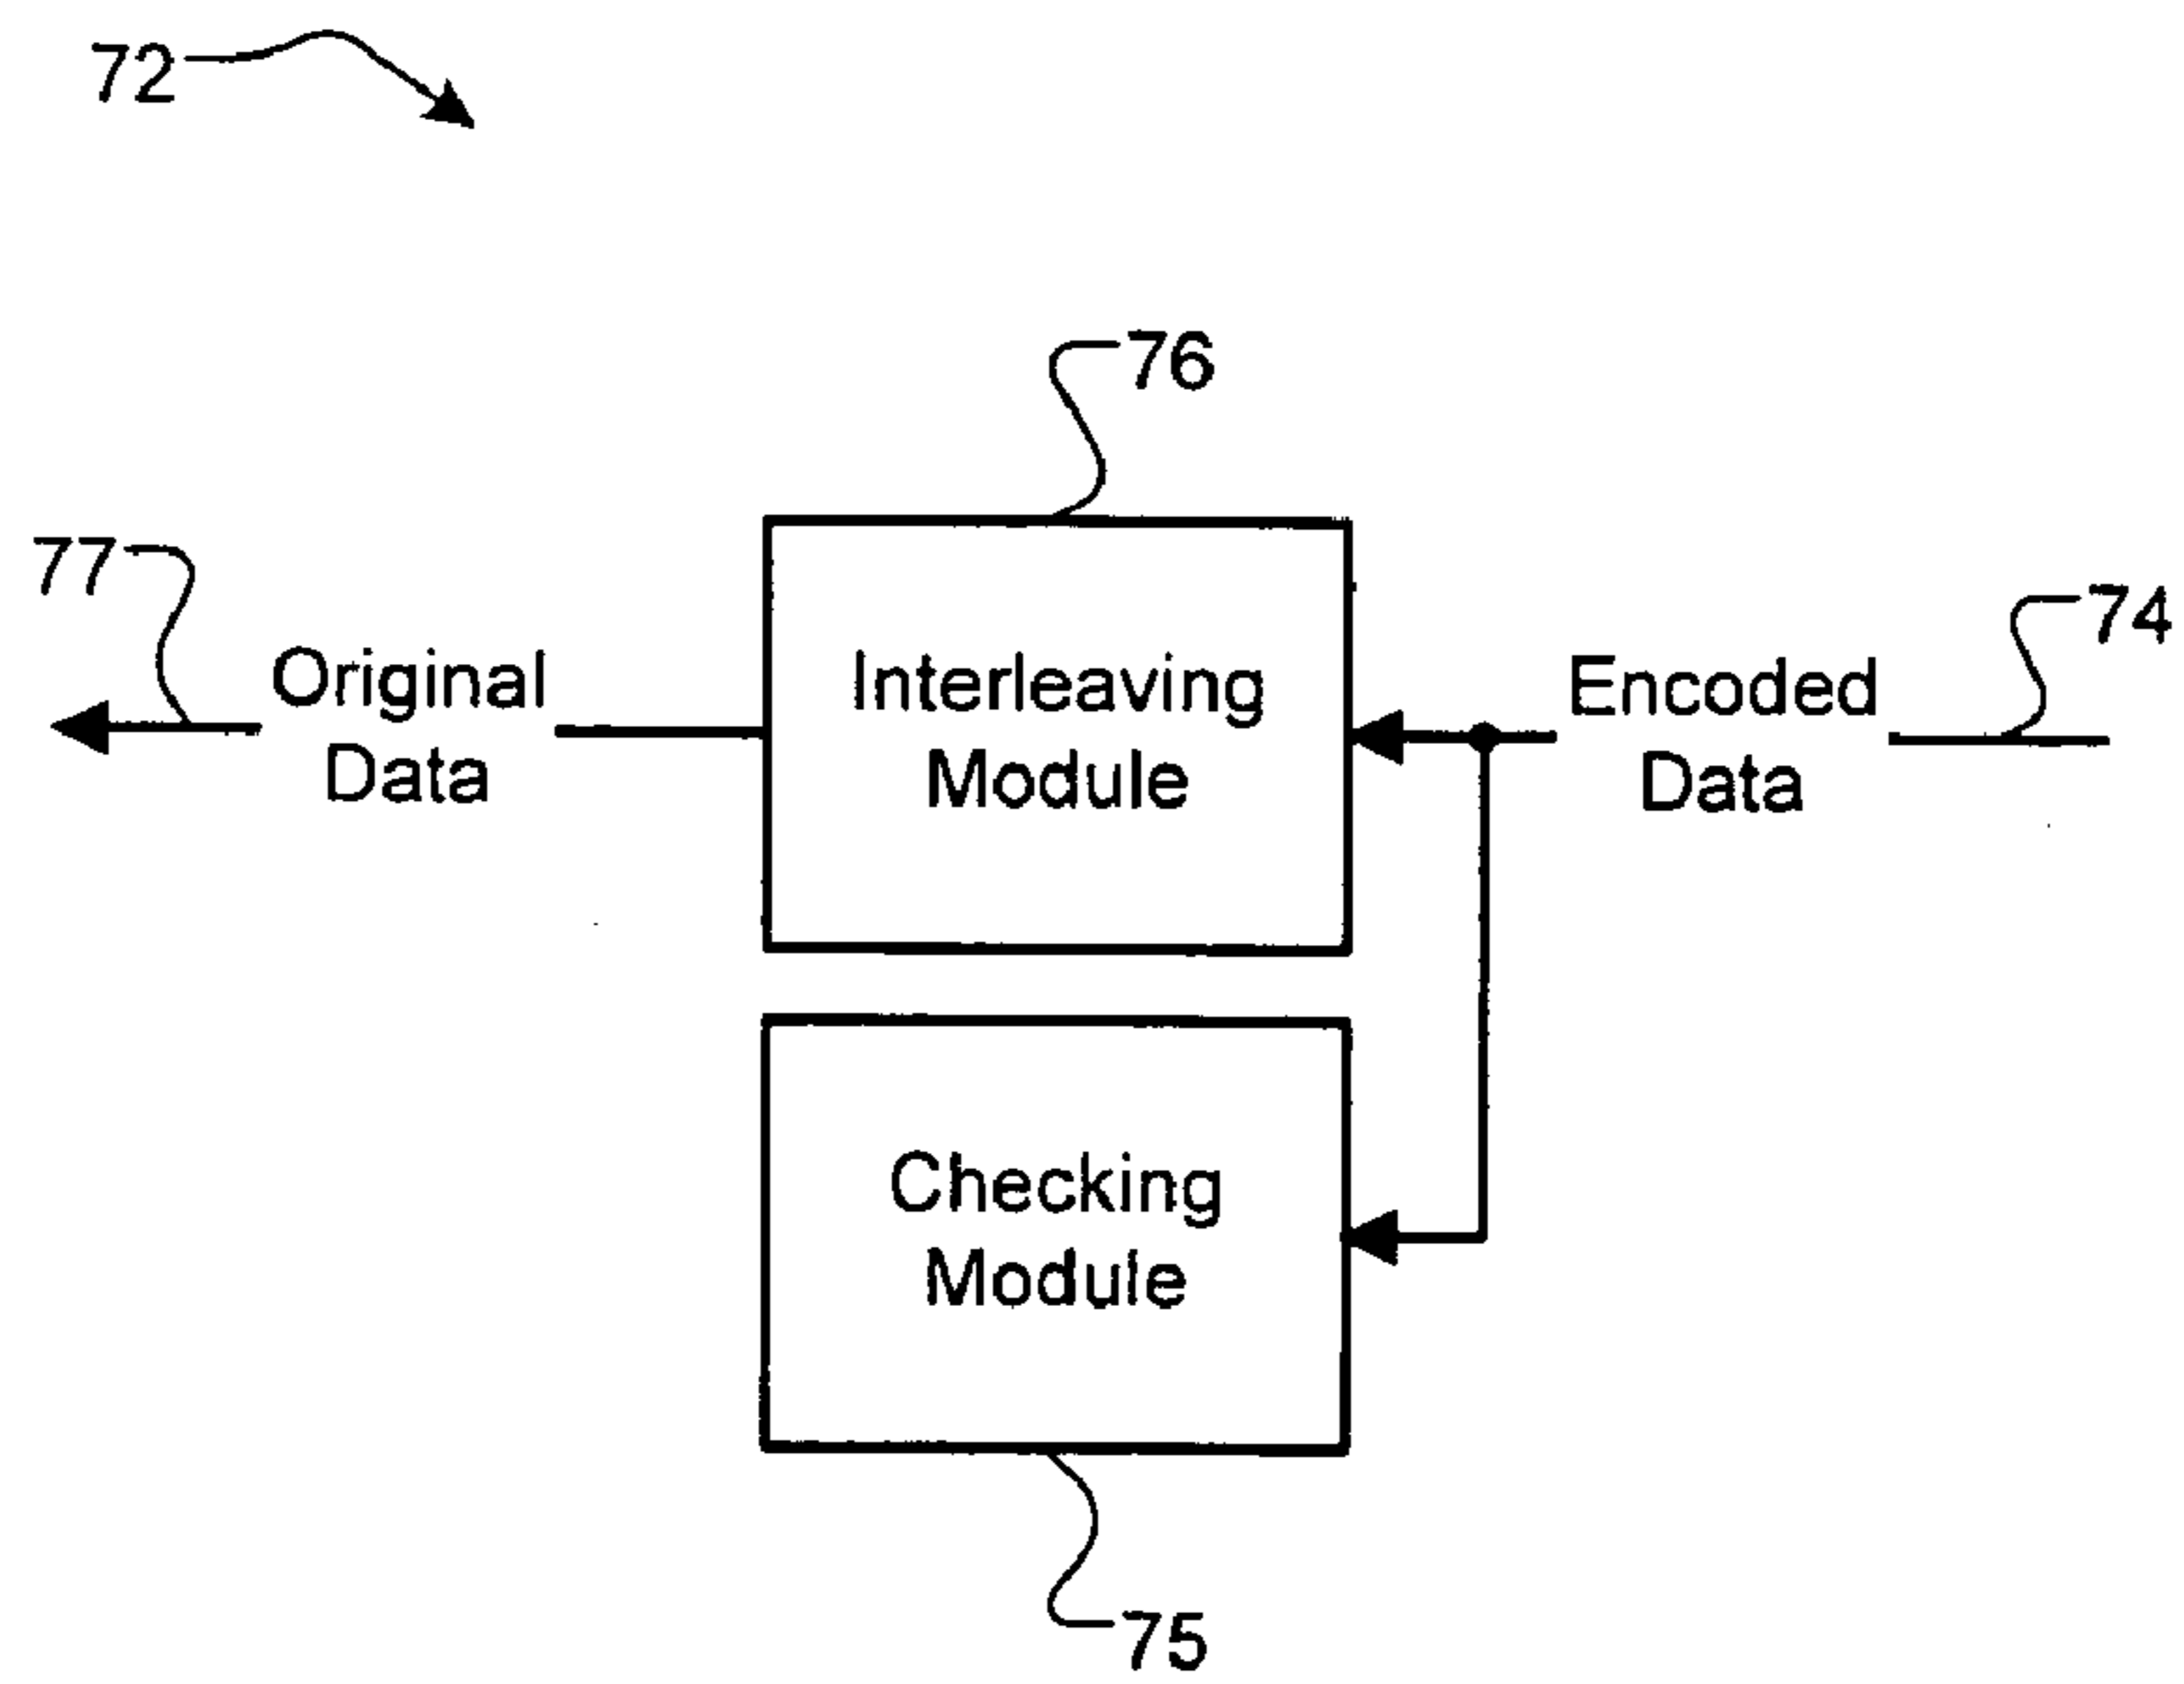 72
76
77
74
Original
Data
Interleaving
Module
Encoded
Data
Checking
Module
75